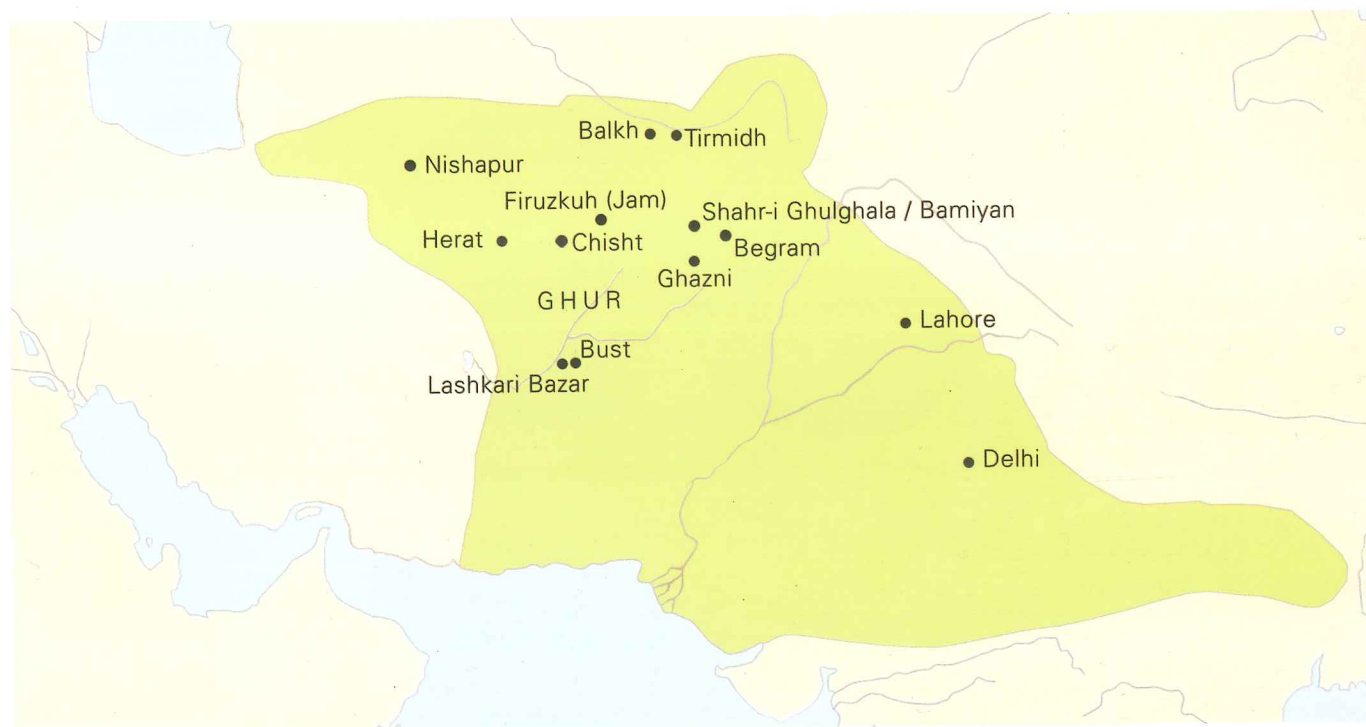 Balkh
Tirmidh
Nishapur
Firuzkuh (Jam)
Shahr-i Ghulghala / Bamiyan
Herat
Chisht
Begram
Ghazni
GHUR
Lahore
Bust
Lashkari Bazar
Delhi